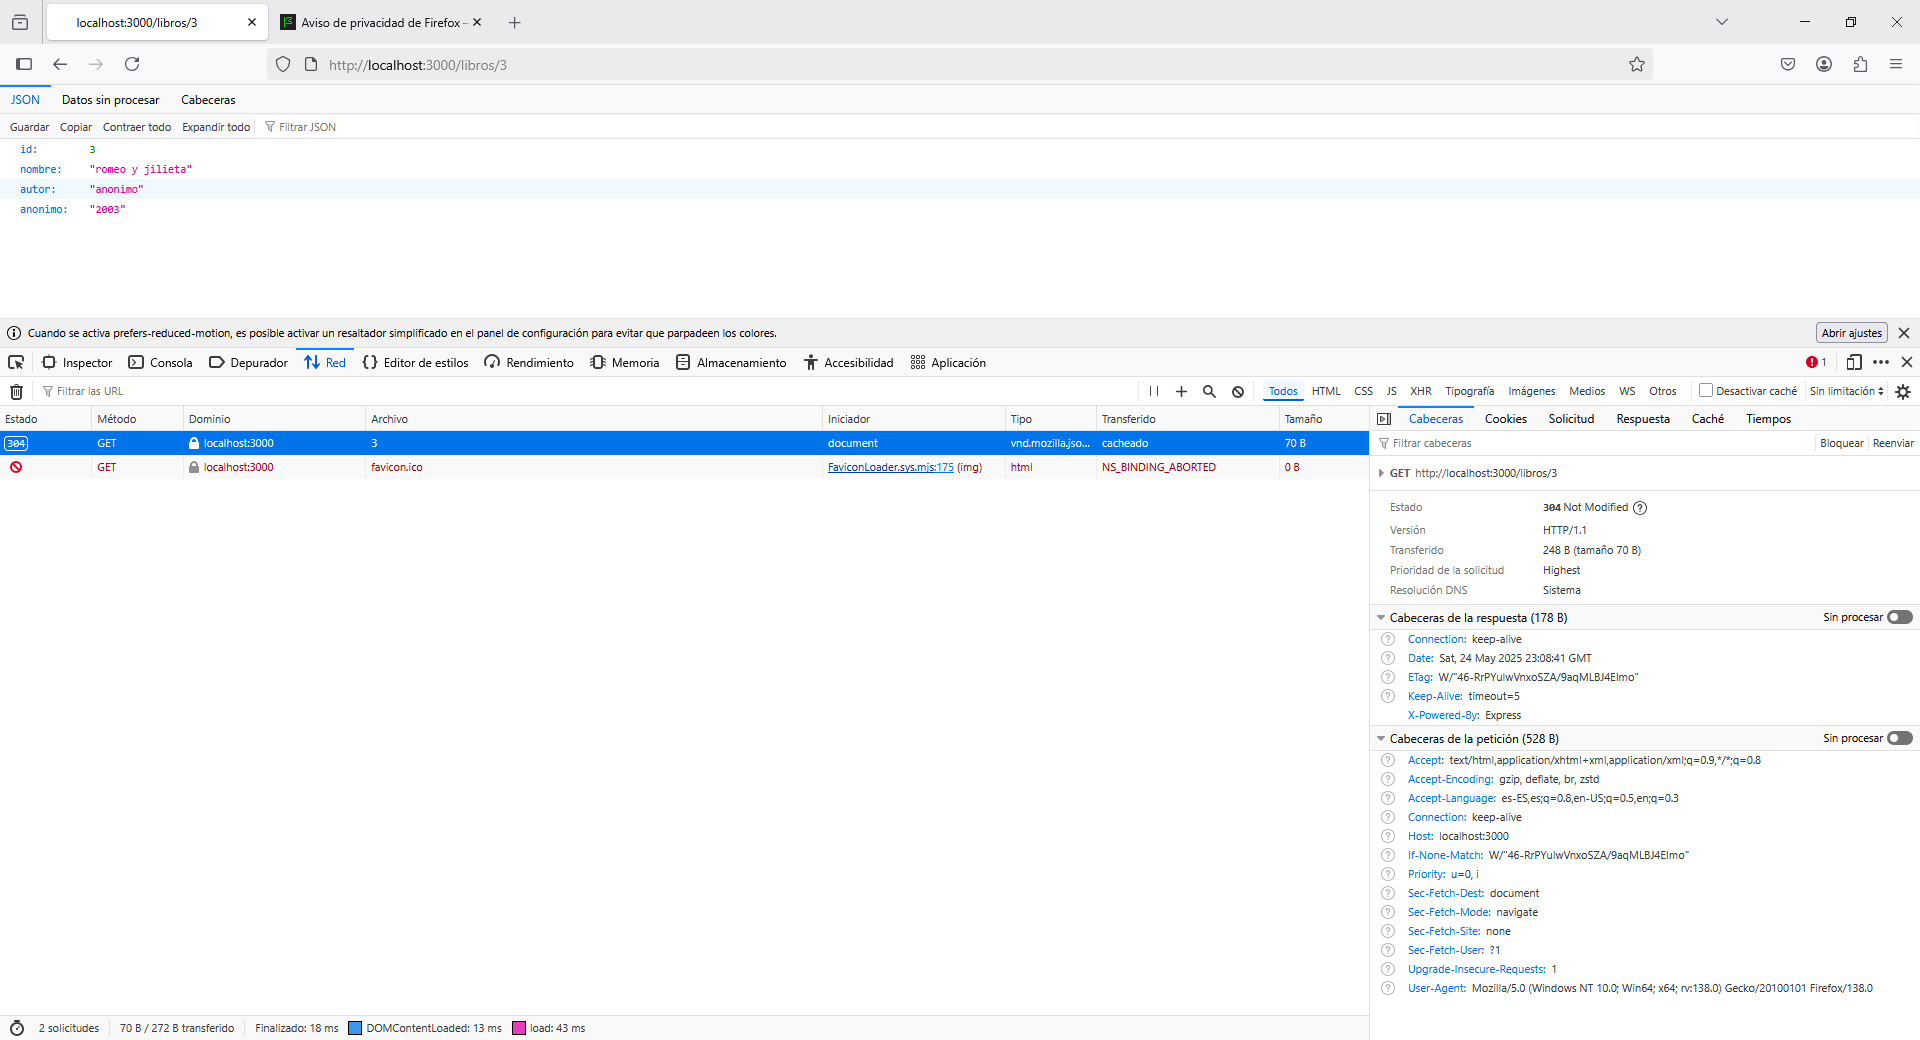 localhost:3000/libros/3
Aviso de privacidad de Firefox —
http://localhost:3000/libros/3
JSON Datos sin procesar Cabeceras
Guardar Copiar Contraer todo Expandir todo Filtrar JSON
id: 3
nombre: "romeo y jilieta"
autor: "anonimo"
anonimo: "2003"
Cuando se activa prefers-reduced-motion, es posible activar un resaltador simplificado en el panel de configuración para evitar que parpadeen los colores. Abrir ajustes
Inspector Consola Depurador Red Editor de estilos Rendimiento Memoria Almacenamiento Accesibilidad Aplicación 1
Filtrar las URL Todos HTML CSS JS XHR Tipografía Imágenes Medios WS Otros Desactivar caché Sin limitación
Estado Método Dominio Archivo Iniciador Tipo Transferido Tamaño
304 GET localhost:3000 3 document vnd.mozilla.jso... cacheado 70 B
GET localhost:3000 favicon.ico FaviconLoader.sys.mjs:175 (img) html NS_BINDING_ABORTED 0 B
Cabeceras Cookies Solicitud Respuesta Caché Tiempos
Filtrar cabeceras Bloquear Reenviar
GET http://localhost:3000/libros/3
Estado 304 Not Modified
Versión HTTP/1.1
Transferido 248 B (tamaño 70 B)
Prioridad de la solicitud Highest
Resolución DNS Sistema
Cabeceras de la respuesta (178 B) Sin procesar
Connection: keep-alive
Date: Sat, 24 May 2025 23:08:41 GMT
ETag: W/"46-RrPYulwVnxoSZA/9aqMLBJ4EImo"
Keep-Alive: timeout=5
X-Powered-By: Express
Cabeceras de la petición (528 B) Sin procesar
Accept: text/html,application/xhtml+xml,application/xml;q=0.9,*/*;q=0.8
Accept-Encoding: gzip, deflate, br, zstd
Accept-Language: es-ES,es;q=0.8,en-US;q=0.5,en;q=0.3
Connection: keep-alive
Host: localhost:3000
If-None-Match: W/"46-RrPYulwVnxoSZA/9aqMLBJ4EImo"
Priority: u=0, i
Sec-Fetch-Dest: document
Sec-Fetch-Mode: navigate
Sec-Fetch-Site: none
Sec-Fetch-User: ?1
Upgrade-Insecure-Requests: 1
User-Agent: Mozilla/5.0 (Windows NT 10.0; Win64; x64; rv:138.0) Gecko/20100101 Firefox/138.0
2 solicitudes 70 B / 272 B transferido Finalizado: 18 ms DOMContentLoaded: 13 ms load: 43 ms